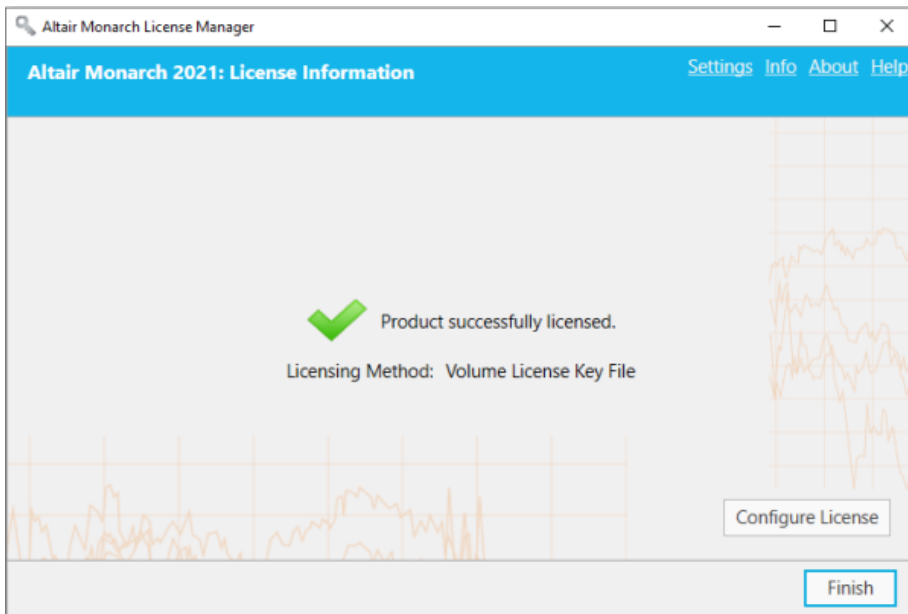 Altair Monarch License Manager
Altair Monarch 2021: License Information
Settings Info About Help
Product successfully licensed.
Licensing Method: Volume License Key File
Configure License
Finish